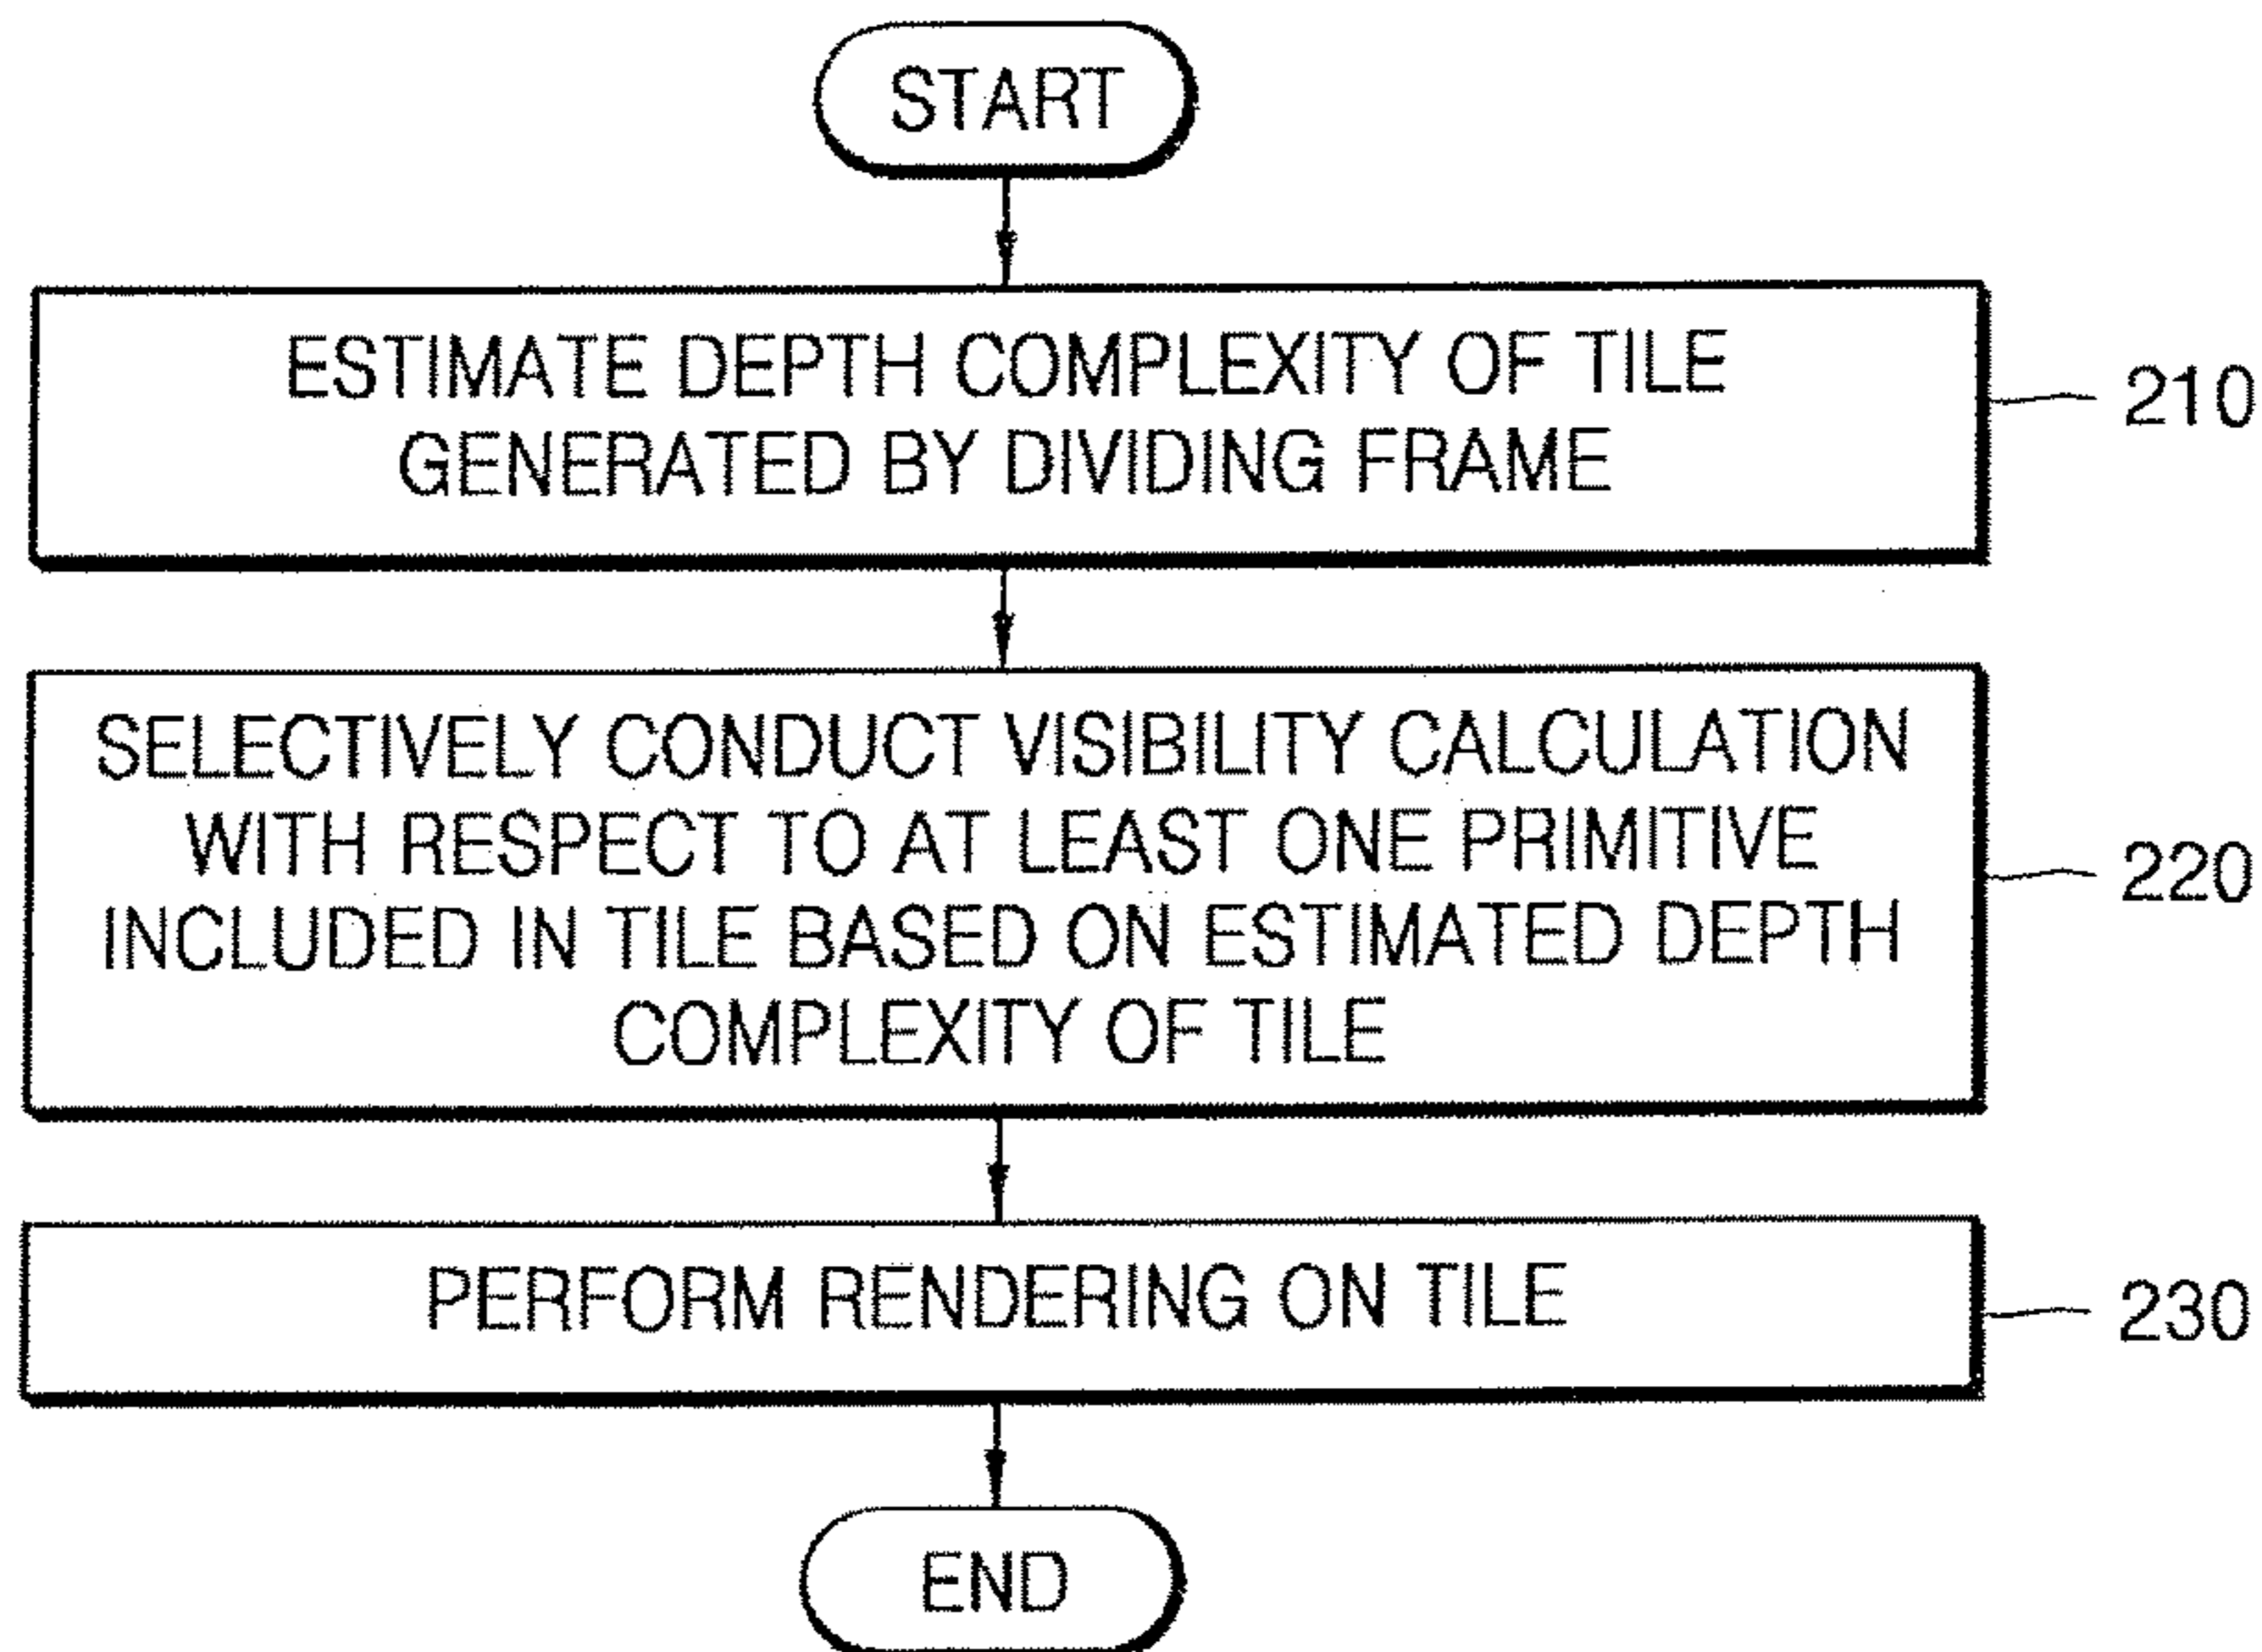 START
ESTIMATE DEPTH COMPLEXITY OF TILE
GENERATED BY DIVIDING FRAME
210
SELECTIVELY CONDUCT VISIBILITY CALCULATION
WITH RESPECT TO AT LEAST ONE PRIMITIVE
INCLUDED IN TILE BASED ON ESTIMATED DEPTH
COMPLEXITY OF TILE
220
PERFORM RENDERING ON TILE
230
END